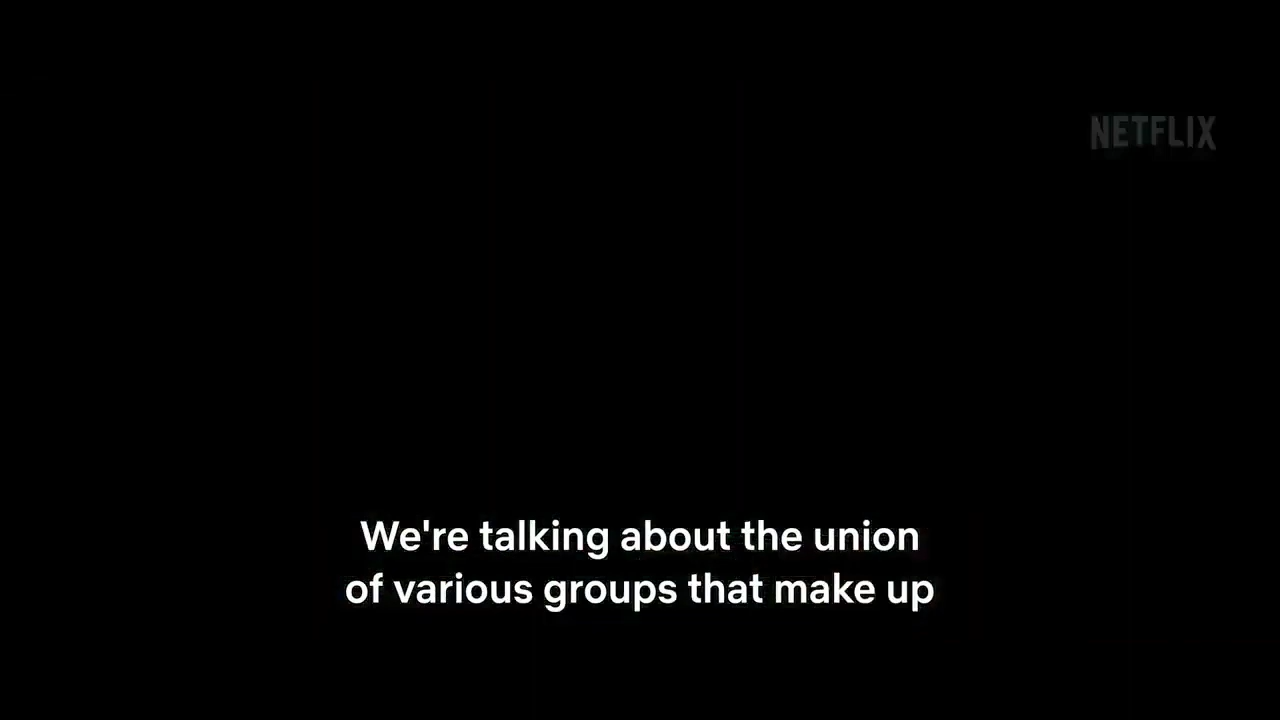 NETFLIX
We're talking about the union
of various groups that make up